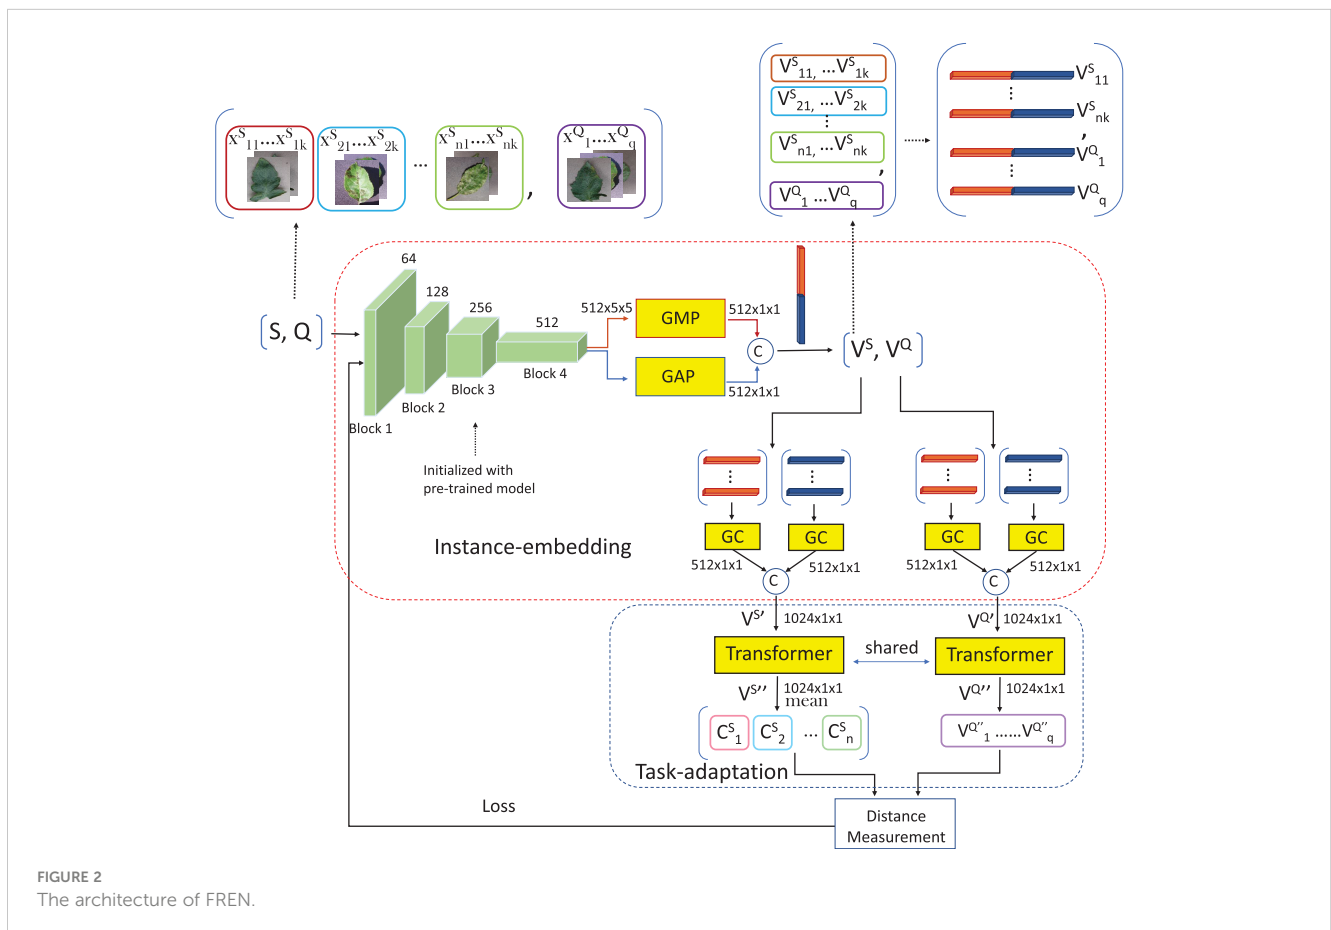 V^S_11, ...V^S_1k
V^S_21, ...V^S_2k
⋮
V^S_n1, ...V^S_nk
,
V^Q_1 ...V^Q_q
V^S_11
⋮
V^S_nk
,
V^Q_1
⋮
V^Q_q
x^S_11...x^S_1k
x^S_21...x^S_2k
...
x^S_n1...x^S_nk
,
x^Q_1...x^Q_q
[S, Q]
64
128
256
512
Block 1
Block 2
Block 3
Block 4
Initialized with
pre-trained model
512x5x5
GMP
512x1x1
GAP
512x1x1
C
[V^S, V^Q]
Instance-embedding
GC
GC
GC
GC
512x1x1
512x1x1
512x1x1
512x1x1
C
C
V^S' 1024x1x1
V^Q' 1024x1x1
Transformer
shared
Transformer
V^S'' 1024x1x1
mean
V^Q'' 1024x1x1
C^S_1 C^S_2 ... C^S_n
V^Q''_1 ......V^Q''_q
Task-adaptation
Loss
Distance
Measurement
FIGURE 2
The architecture of FREN.